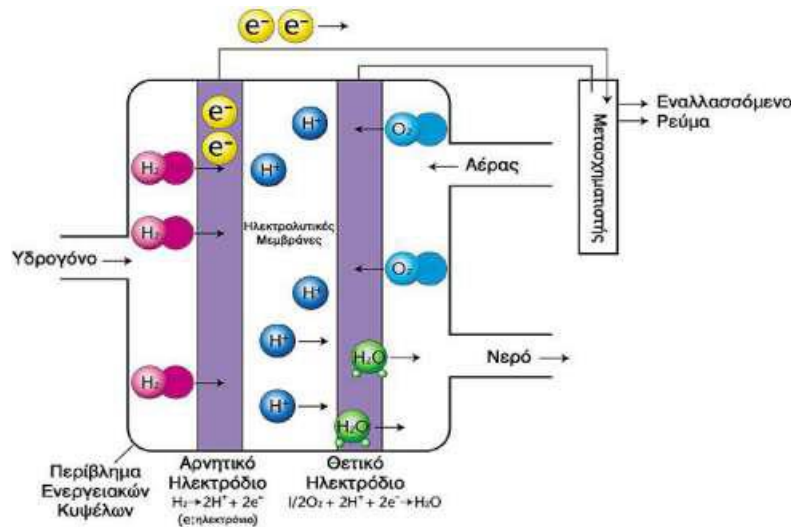 e⁻ e⁻
e⁻
e⁻
H⁺
O₂
Εναλλασσόμενο
Ρεύμα
Μετασχηματιστής
H₂
H⁺
Αέρας
H₂
Ηλεκτρολυτικές
Μεμβράνες
Υδρογόνο
O₂
H⁺
H⁺
H₂O
Νερό
H₂
H⁺
H₂O
Περίβλημα
Ενεργειακών
Κυψέλων
Αρνητικό
Ηλεκτρόδιο
H₂→2H⁺ + 2e⁻
(e: ηλεκτρόνιο)
Θετικό
Ηλεκτρόδιο
1/2O₂ + 2H⁺ + 2e⁻→H₂O